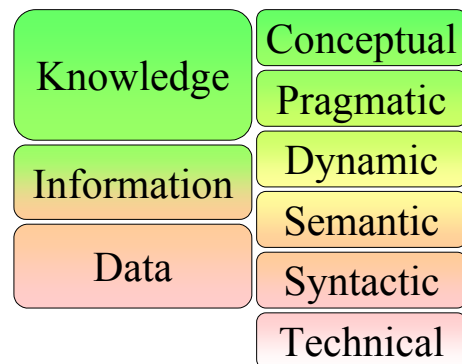 Knowledge
Information
Data
Conceptual
Pragmatic
Dynamic
Semantic
Syntactic
Technical